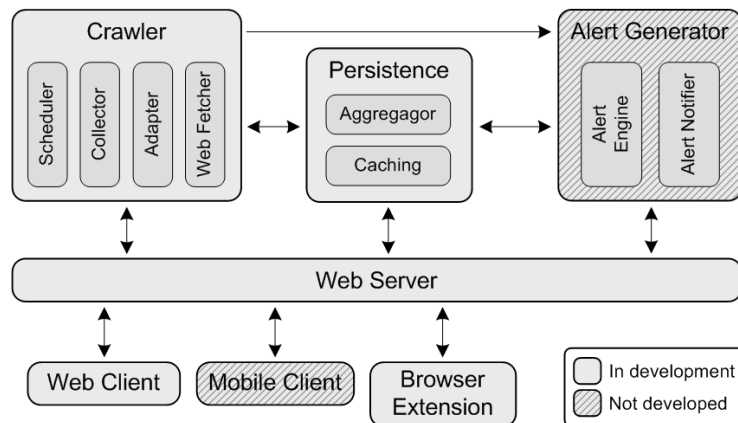 Crawler
Scheduler
Collector
Adapter
Web Fetcher
Persistence
Aggregagor
Caching
Alert Generator
Alert
Engine
Alert Notifier
Web Server
Web Client
Mobile Client
Browser
Extension
In development
Not developed